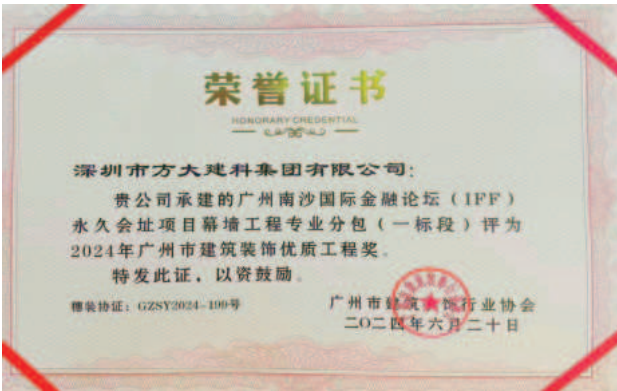 荣誉证书
HONORARY CREDENTIAL
深圳市方大建科集团有限公司：
贵公司承建的广州南沙国际金融论坛（IFF）
永久会址项目幕墙工程专业分包（一标段）评为
2024年广州市建筑装饰优质工程奖。
特发此证，以资鼓励。
穗装协证：GZSY2024-199号
广州市建筑装饰行业协会
二〇二四年六月二十日